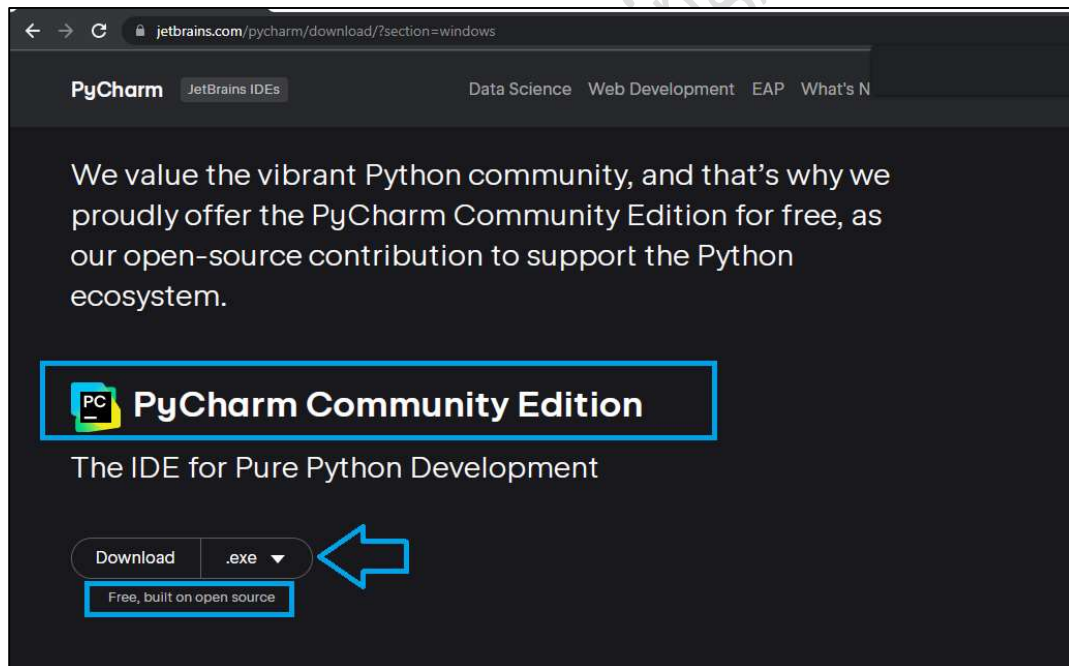 jetbrains.com/pycharm/download/?section=windows
PyCharm JetBrains IDEs Data Science Web Development EAP What's N
We value the vibrant Python community, and that's why we
proudly offer the PyCharm Community Edition for free, as
our open-source contribution to support the Python
ecosystem.
PC PyCharm Community Edition
The IDE for Pure Python Development
Download .exe
Free, built on open source